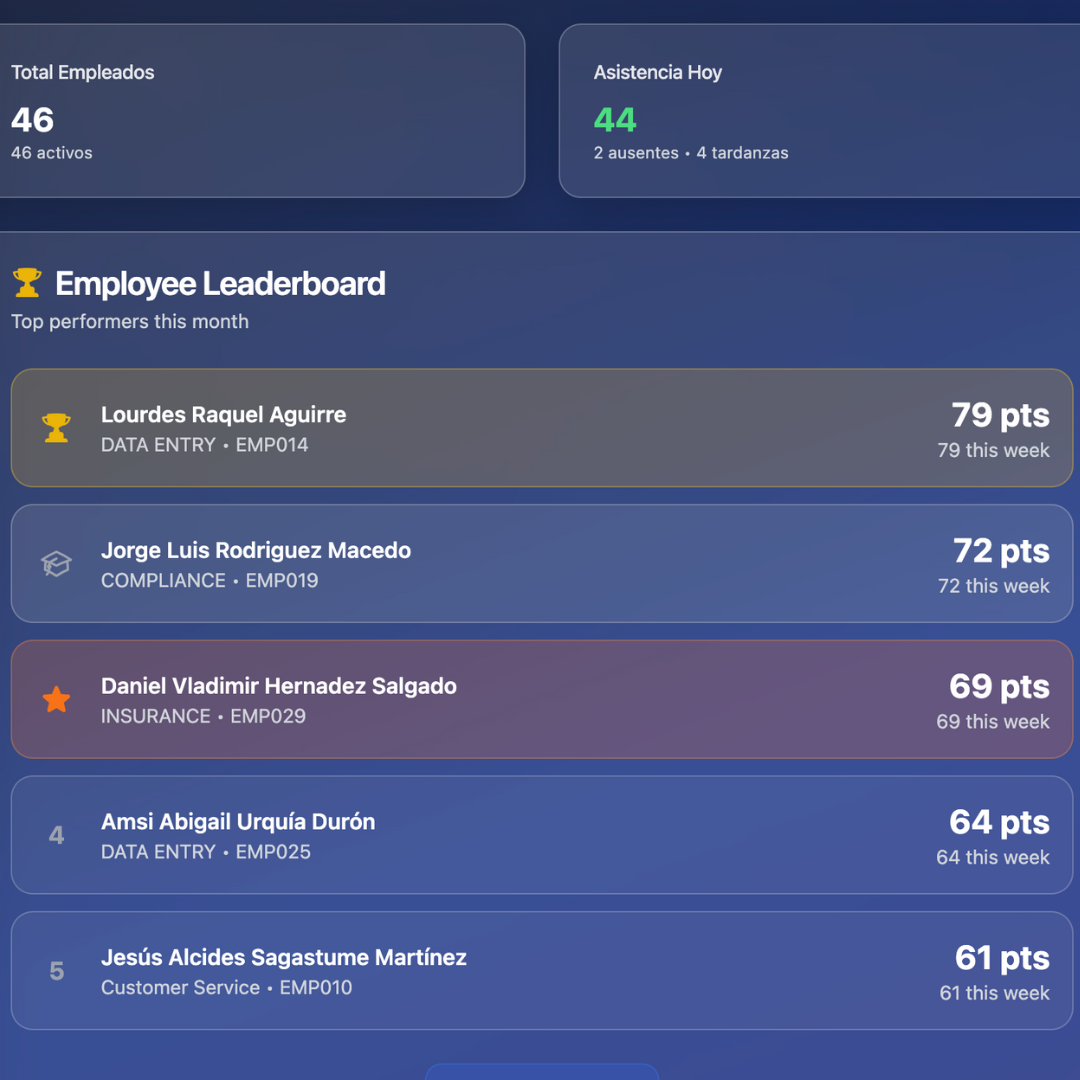 Total Empleados
46
46 activos
Asistencia Hoy
44
2 ausentes • 4 tardanzas
Employee Leaderboard
Top performers this month
Lourdes Raquel Aguirre
DATA ENTRY • EMP014
79 pts
79 this week
Jorge Luis Rodriguez Macedo
COMPLIANCE • EMP019
72 pts
72 this week
Daniel Vladimir Hernadez Salgado
INSURANCE • EMP029
69 pts
69 this week
4
Amsi Abigail Urquía Durón
DATA ENTRY • EMP025
64 pts
64 this week
5
Jesús Alcides Sagastume Martínez
Customer Service • EMP010
61 pts
61 this week